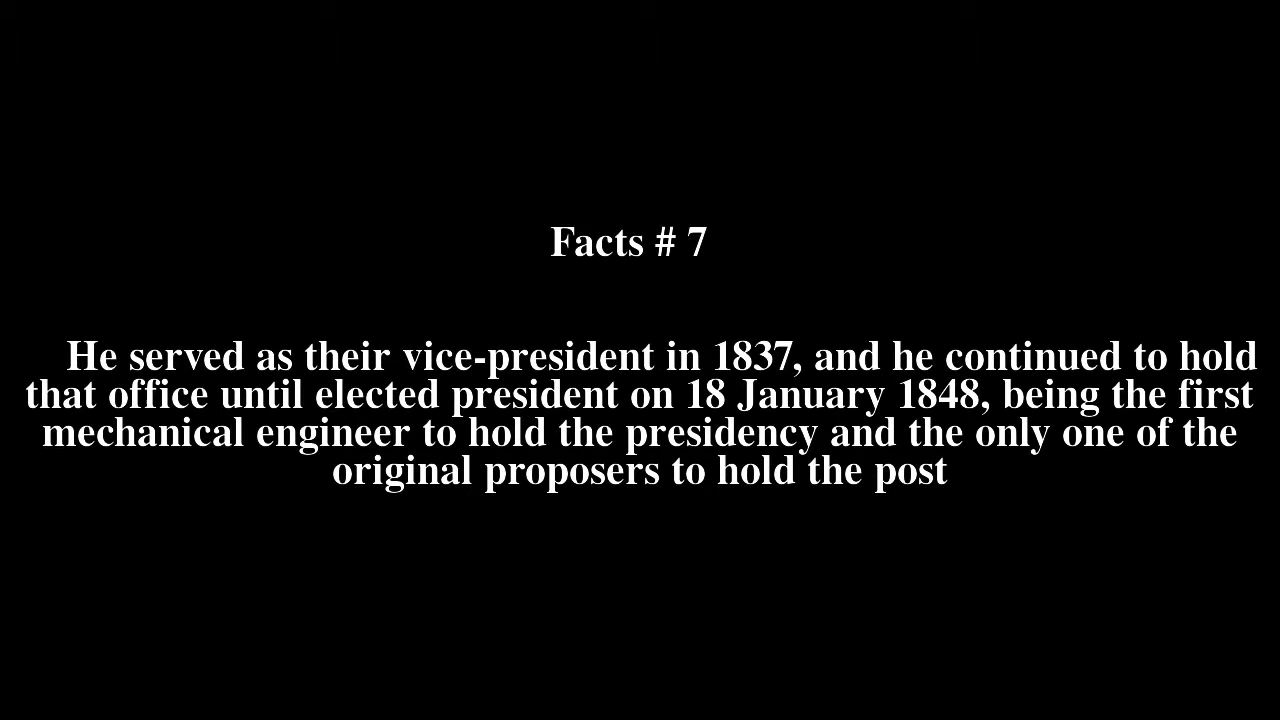 Facts # 7
He served as their vice-president in 1837, and he continued to hold
that office until elected president on 18 January 1848, being the first
mechanical engineer to hold the presidency and the only one of the
original proposers to hold the post